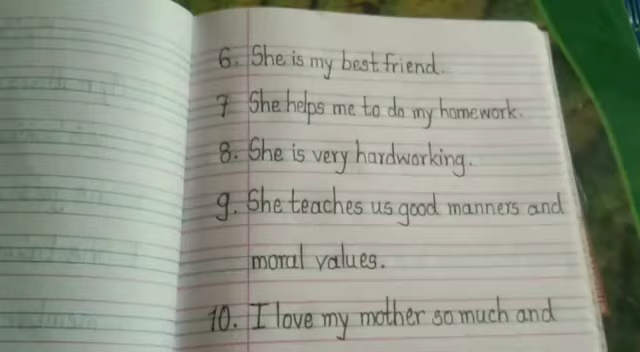 6. She is my best friend.
7 She helps me to do my homework.
8. She is very hardworking.
9. She teaches us good manners and
moral values.
10. I love my mother so much and